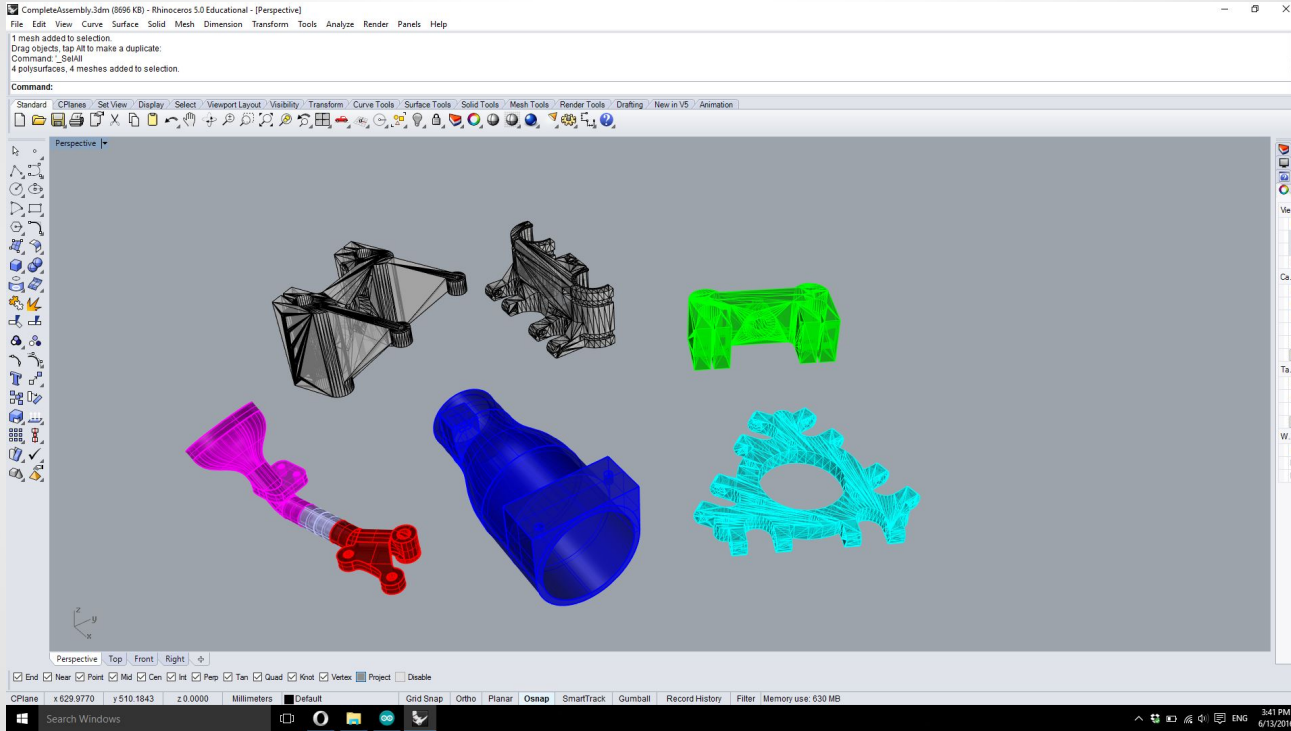 CompleteAssembly.3dm (8696 KB) - Rhinoceros 5.0 Educational - [Perspective]
File Edit View Curve Surface Solid Mesh Dimension Transform Tools Analyze Render Panels Help
1 mesh added to selection.
Drag objects, tap Alt to make a duplicate:
Command: '_SelAll
4 polysurfaces, 4 meshes added to selection.
Command:
Standard CPlanes Set View Display Select Viewport Layout Visibility Transform Curve Tools Surface Tools Solid Tools Mesh Tools Render Tools Drafting New in V5 Animation
Perspective
Vie
Ca.
Ta.
W.
z
y
x
Perspective Top Front Right
End Near Point Mid Cen Int Perp Tan Quad Knot Vertex Project Disable
CPlane x 629.9770 y 510.1843 z 0.0000 Millimeters Default Grid Snap Ortho Planar Osnap SmartTrack Gumball Record History Filter Memory use: 630 MB
Search Windows
ENG
3:41 PM
6/13/2016